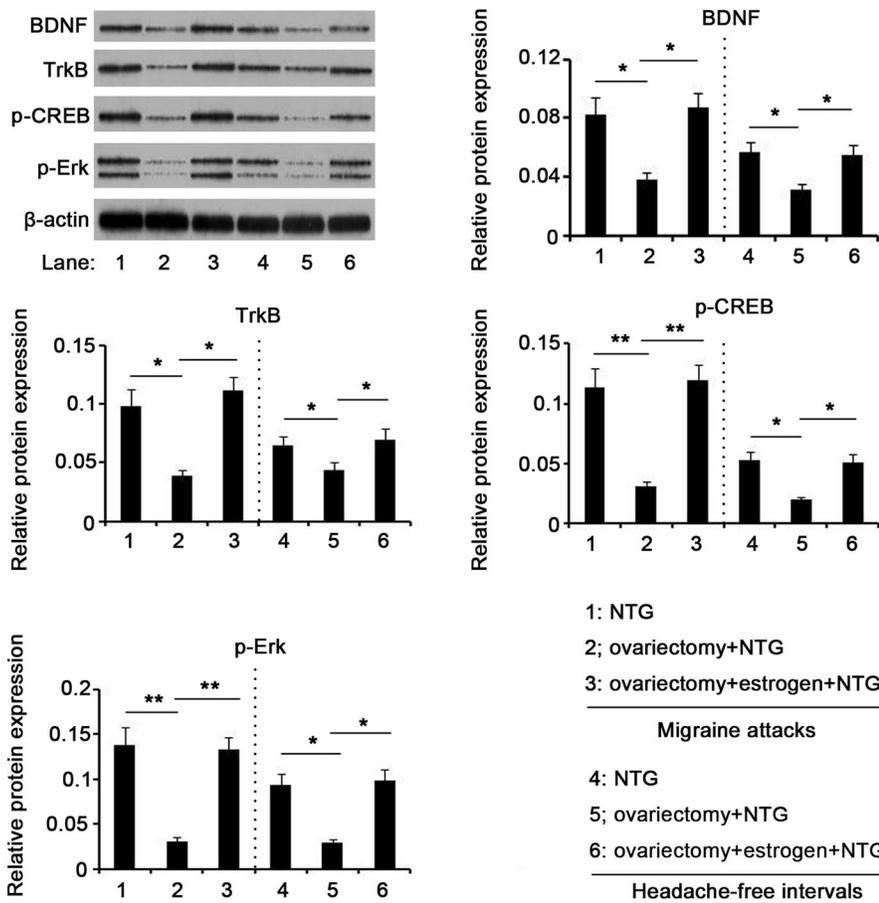 BDNF
TrkB
p-CREB
p-Erk
β-actin
Lane: 1 2 3 4 5 6
BDNF
Relative protein expression
0.12
0.08
0.04
0
* * * *
1 2 3 4 5 6
TrkB
Relative protein expression
0.15
0.1
0.05
0
* * * *
1 2 3 4 5 6
p-CREB
Relative protein expression
0.15
0.1
0.05
0
** ** * *
1 2 3 4 5 6
p-Erk
Relative protein expression
0.2
0.15
0.1
0.05
0
** ** * *
1 2 3 4 5 6
1: NTG
2; ovariectomy+NTG
3: ovariectomy+estrogen+NTG
Migraine attacks
4: NTG
5; ovariectomy+NTG
6: ovariectomy+estrogen+NTG
Headache-free intervals